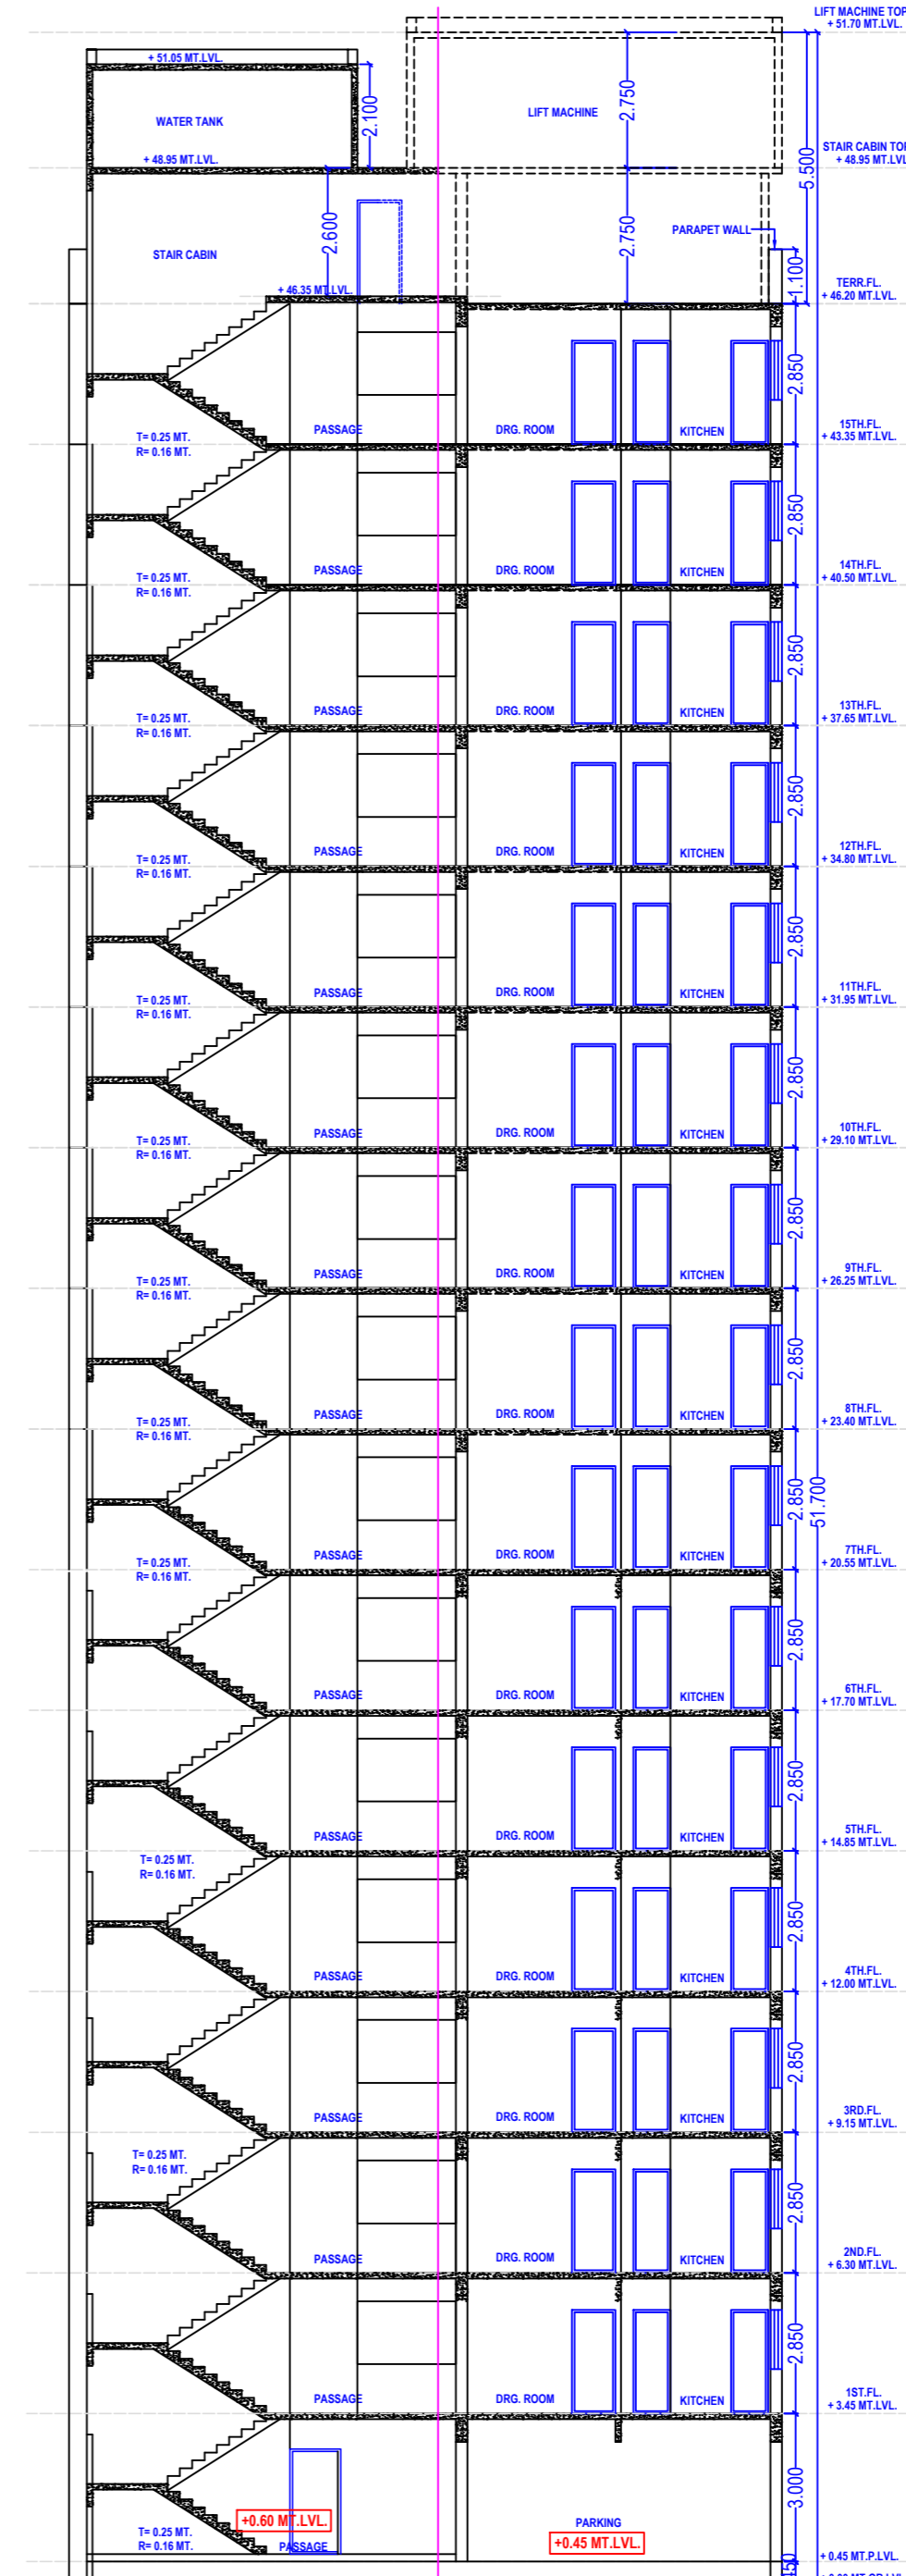 LIFT MACHINE TOP
+ 51.70 MT.LVL.
+ 51.05 MT.LVL.
WATER TANK
2.100
LIFT MACHINE
2.750
5.500
+ 48.95 MT.LVL.
STAIR CABIN TOP
+ 48.95 MT.LVL
STAIR CABIN
2.600
2.750
PARAPET WALL
1.100
+ 46.35 MT.LVL.
TERR.FL.
+ 46.20 MT.LVL.
2.850
T= 0.25 MT.
R= 0.16 MT.
PASSAGE
DRG. ROOM
KITCHEN
15TH.FL.
+ 43.35 MT.LVL.
2.850
T= 0.25 MT.
R= 0.16 MT.
PASSAGE
DRG. ROOM
KITCHEN
14TH.FL.
+ 40.50 MT.LVL.
2.850
T= 0.25 MT.
R= 0.16 MT.
PASSAGE
DRG. ROOM
KITCHEN
13TH.FL.
+ 37.65 MT.LVL.
2.850
T= 0.25 MT.
R= 0.16 MT.
PASSAGE
DRG. ROOM
KITCHEN
12TH.FL.
+ 34.80 MT.LVL.
2.850
T= 0.25 MT.
R= 0.16 MT.
PASSAGE
DRG. ROOM
KITCHEN
11TH.FL.
+ 31.95 MT.LVL.
2.850
T= 0.25 MT.
R= 0.16 MT.
PASSAGE
DRG. ROOM
KITCHEN
10TH.FL.
+ 29.10 MT.LVL.
2.850
T= 0.25 MT.
R= 0.16 MT.
PASSAGE
DRG. ROOM
KITCHEN
9TH.FL.
+ 26.25 MT.LVL.
2.850
T= 0.25 MT.
R= 0.16 MT.
PASSAGE
DRG. ROOM
KITCHEN
8TH.FL.
+ 23.40 MT.LVL.
2.850
51.700
T= 0.25 MT.
R= 0.16 MT.
PASSAGE
DRG. ROOM
KITCHEN
7TH.FL.
+ 20.55 MT.LVL.
2.850
PASSAGE
DRG. ROOM
KITCHEN
6TH.FL.
+ 17.70 MT.LVL.
2.850
PASSAGE
DRG. ROOM
KITCHEN
5TH.FL.
+ 14.85 MT.LVL.
T= 0.25 MT.
R= 0.16 MT.
2.850
PASSAGE
DRG. ROOM
KITCHEN
4TH.FL.
+ 12.00 MT.LVL.
2.850
PASSAGE
DRG. ROOM
KITCHEN
3RD.FL.
+ 9.15 MT.LVL.
T= 0.25 MT.
R= 0.16 MT.
2.850
PASSAGE
DRG. ROOM
KITCHEN
2ND.FL.
+ 6.30 MT.LVL.
2.850
PASSAGE
DRG. ROOM
KITCHEN
1ST.FL.
+ 3.45 MT.LVL.
3.000
+0.60 MT.LVL.
PARKING
T= 0.25 MT.
R= 0.16 MT.
PASSAGE
+0.45 MT.LVL.
+ 0.45 MT.P.LVL